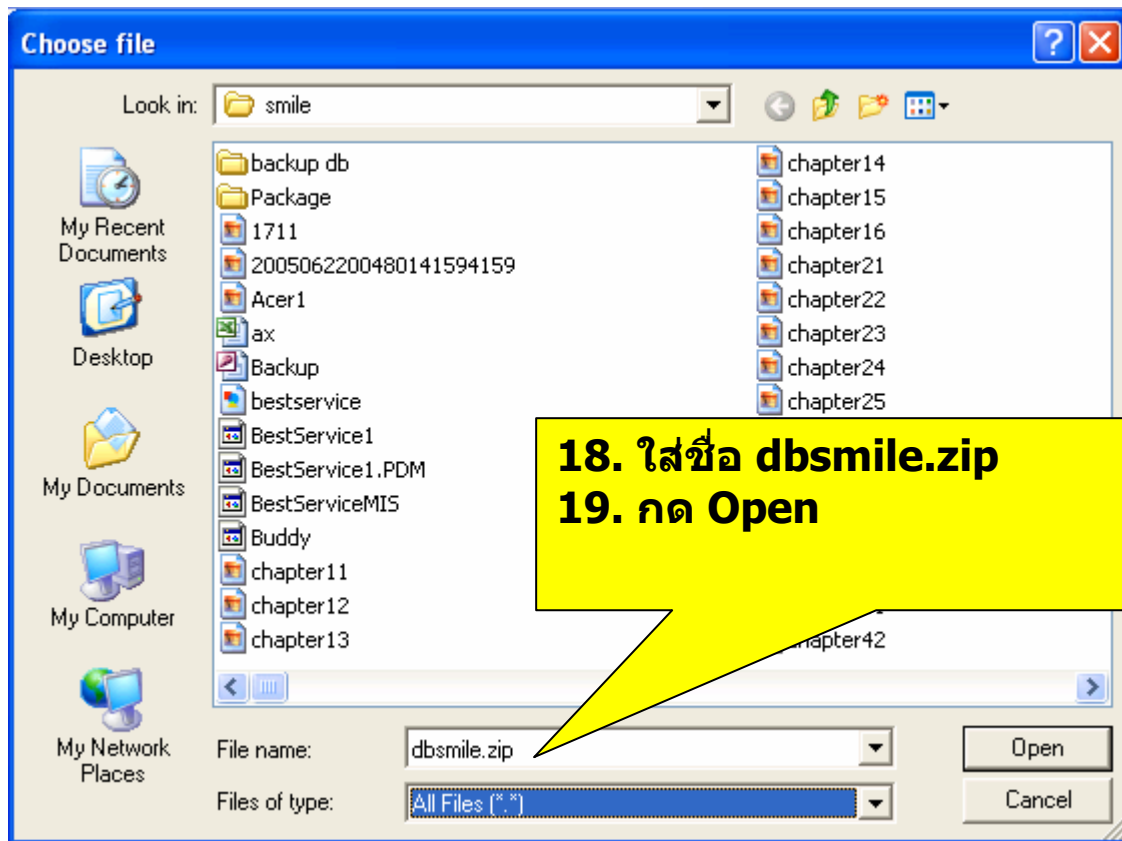 Choose file
Look in:
smile
backup db
Package
1711
2005062200480141594159
Acer1
ax
Backup
bestservice
BestService1
BestService1.PDM
BestServiceMIS
Buddy
chapter11
chapter12
chapter13
chapter14
chapter15
chapter16
chapter21
chapter22
chapter23
chapter24
chapter25
chapter42
My Recent
Documents
Desktop
My Documents
My Computer
My Network
Places
18. ใส่ชื่อ dbsmile.zip
19. กด Open
File name:
dbsmile.zip
Open
Files of type:
All Files (*.*)
Cancel